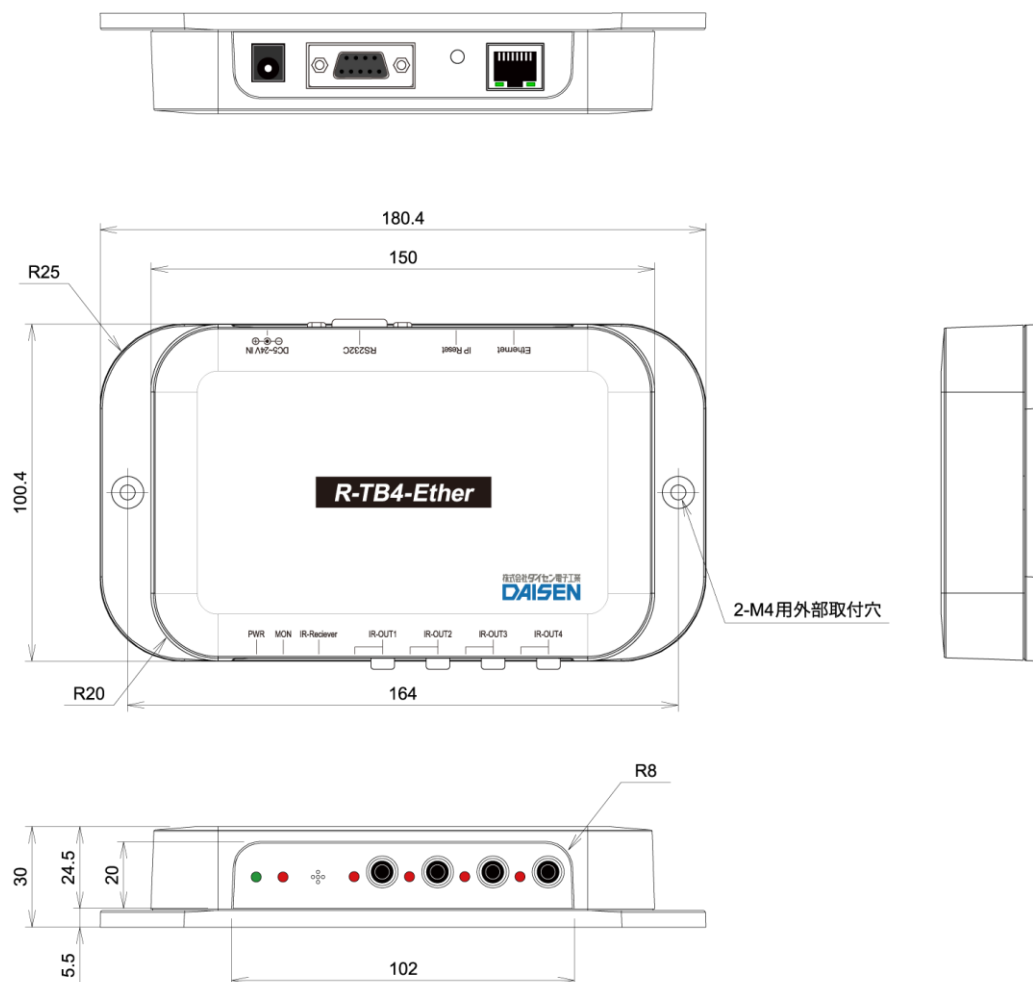 180.4
150
R25
DC5~24V IN
RS232C
IP Reset
Ethernet
100.4
R-TB4-Ether
株式会社ダイセン電子工業
DAISEN
2-M4用外部取付穴
PWR MON IR-Reciever IR-OUT1 IR-OUT2 IR-OUT3 IR-OUT4
R20
164
R8
30
24.5
20
5.5
102